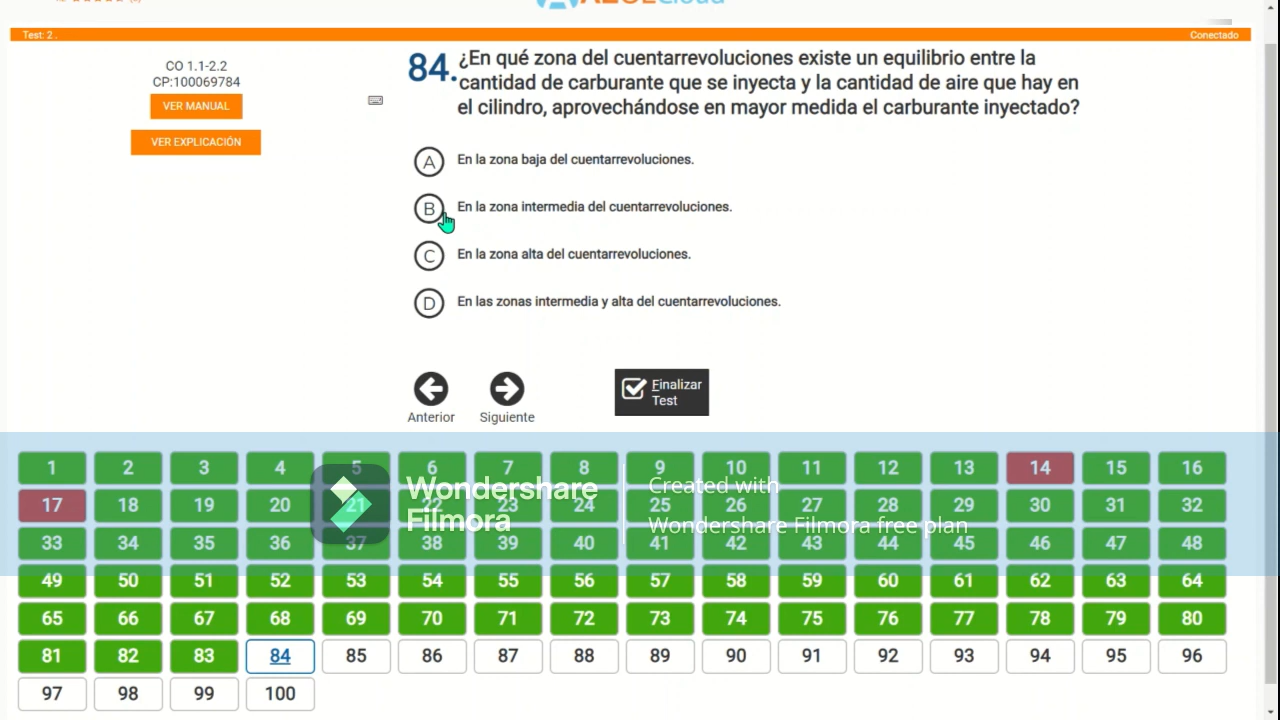 Test: 2 .
Conectado
CO 1.1-2.2
CP:100069784
VER MANUAL
VER EXPLICACIÓN
84.
¿En qué zona del cuentarrevoluciones existe un equilibrio entre la
cantidad de carburante que se inyecta y la cantidad de aire que hay en
el cilindro, aprovechándose en mayor medida el carburante inyectado?
A En la zona baja del cuentarrevoluciones.
B En la zona intermedia del cuentarrevoluciones.
C En la zona alta del cuentarrevoluciones.
D En las zonas intermedia y alta del cuentarrevoluciones.
Anterior
Siguiente
Finalizar
Test
1 2 3 4 5 6 7 8 9 10 11 12 13 14 15 16
Wondershare
Filmora
Created with
Wondershare Filmora free plan
17 18 19 20 21 22 23 24 25 26 27 28 29 30 31 32
33 34 35 36 37 38 39 40 41 42 43 44 45 46 47 48
49 50 51 52 53 54 55 56 57 58 59 60 61 62 63 64
65 66 67 68 69 70 71 72 73 74 75 76 77 78 79 80
81 82 83 84 85 86 87 88 89 90 91 92 93 94 95 96
97 98 99 100